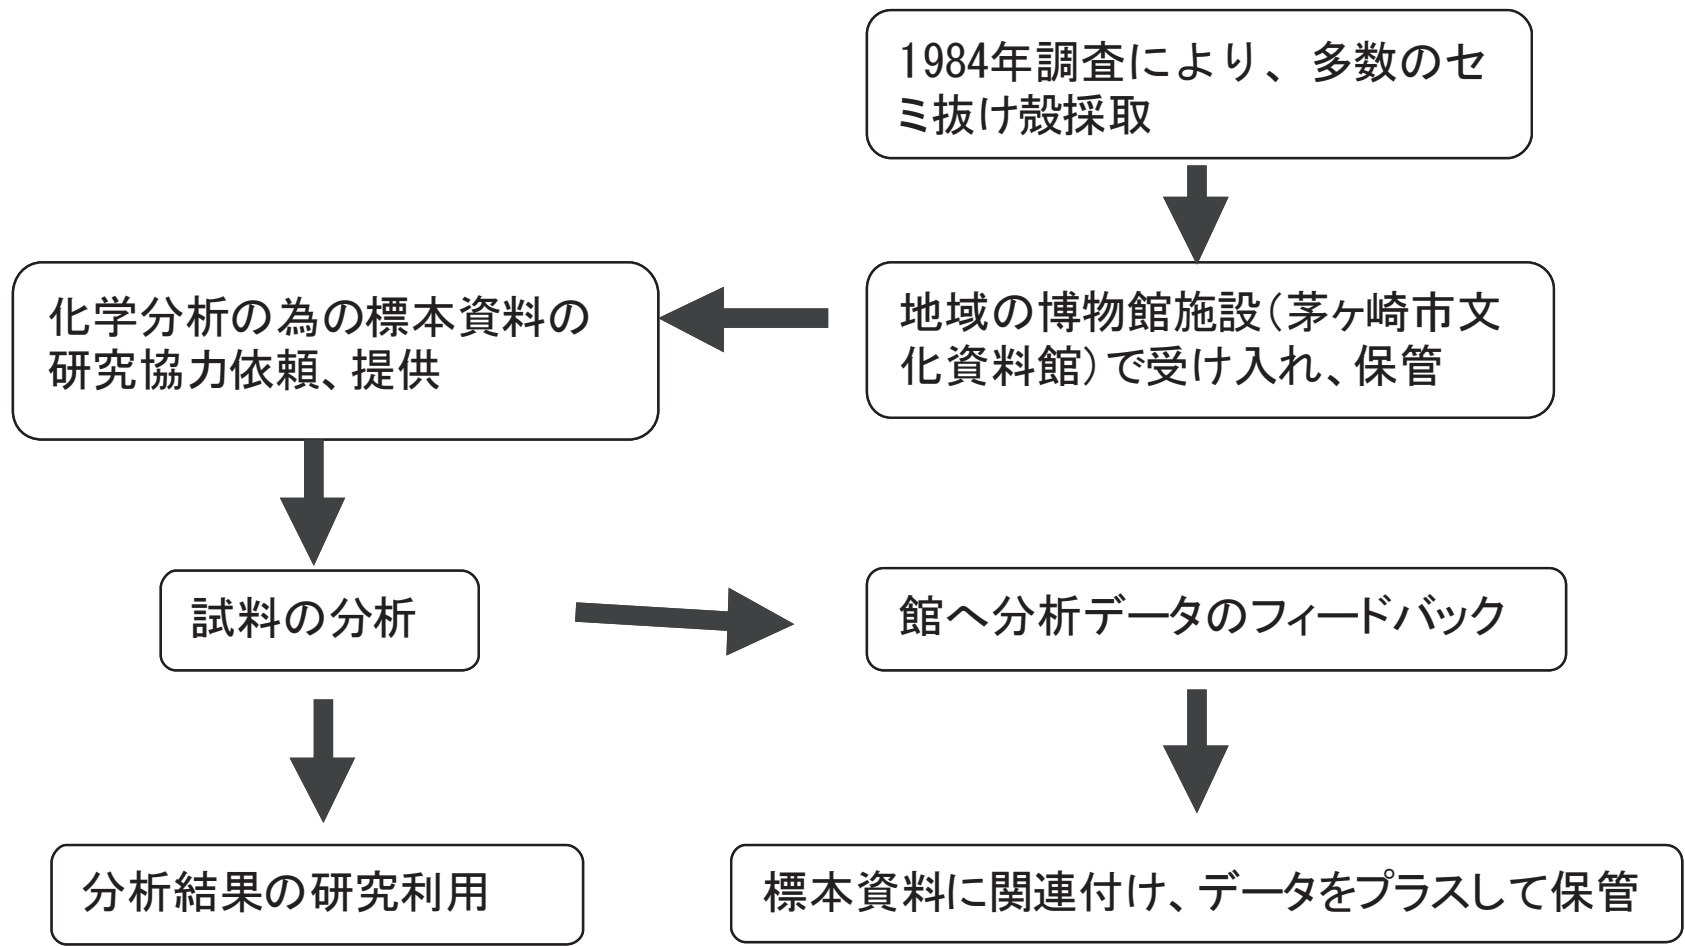 1984年調査により、多数のセ
ミ抜け殻採取
地域の博物館施設(茅ヶ崎市文
化資料館)で受け入れ、保管
化学分析の為の標本資料の
研究協力依頼、提供
試料の分析
館へ分析データのフィードバック
分析結果の研究利用
標本資料に関連付け、データをプラスして保管